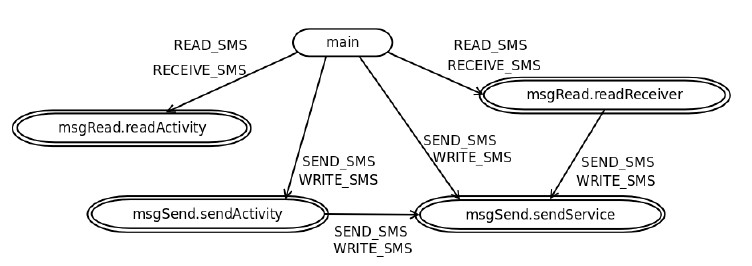 main
READ_SMS
RECEIVE_SMS
READ_SMS
RECEIVE_SMS
msgRead.readReceiver
msgRead.readActivity
SEND_SMS
WRITE_SMS
SEND_SMS
WRITE_SMS
SEND_SMS
WRITE_SMS
msgSend.sendActivity
msgSend.sendService
SEND_SMS
WRITE_SMS